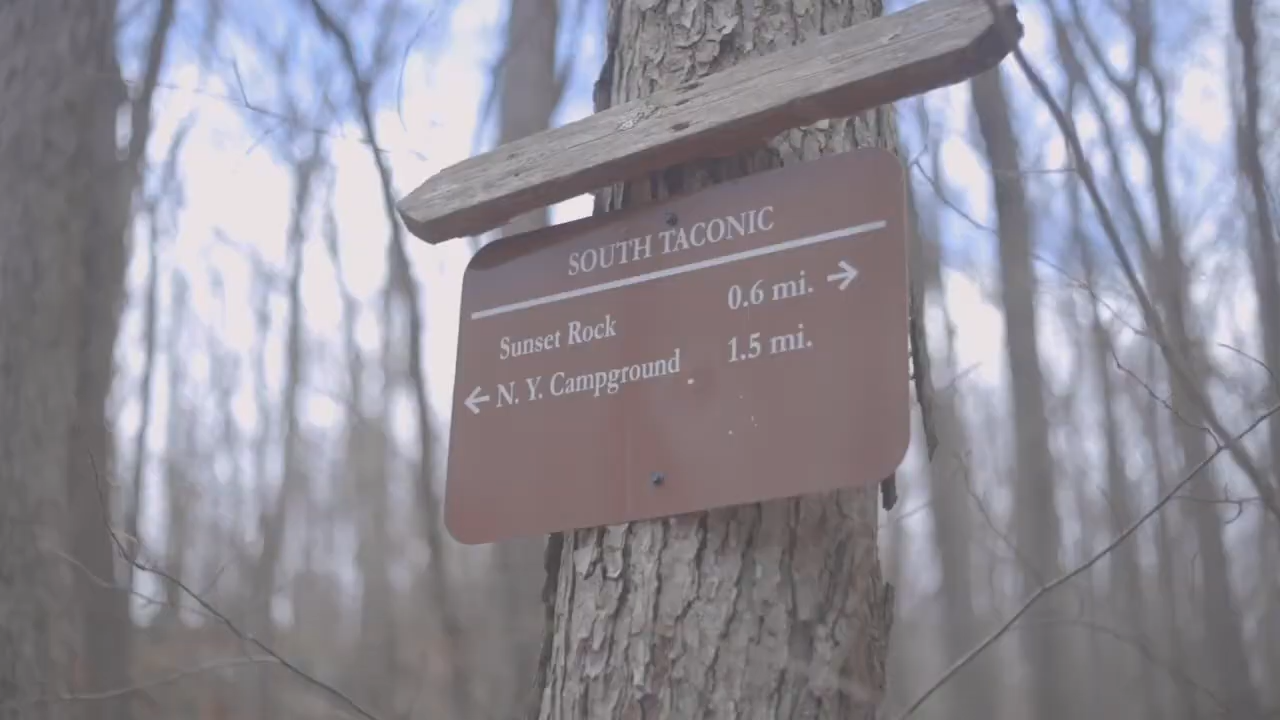 SOUTH TACONIC
Sunset Rock 0.6 mi. →
← N. Y. Campground 1.5 mi.